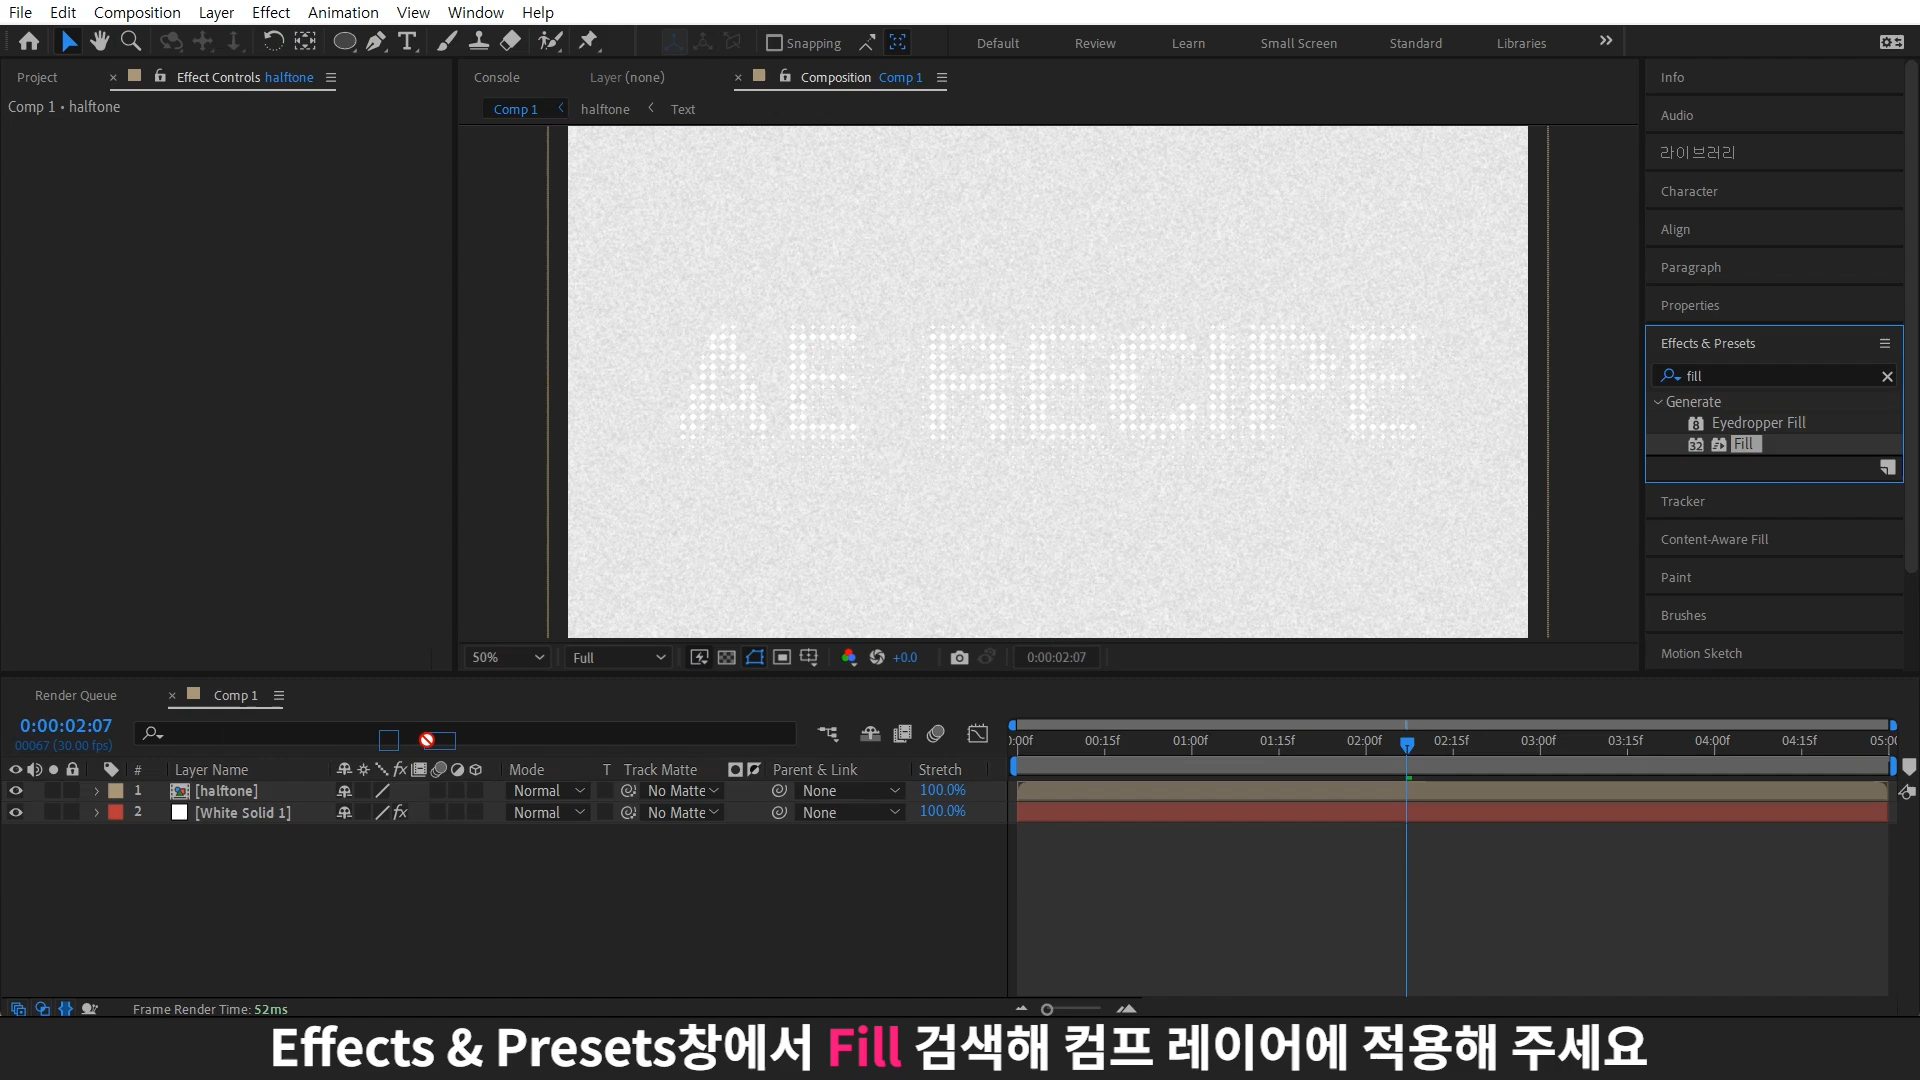 File Edit Composition Layer Effect Animation View Window Help
Snapping Default Review Learn Small Screen Standard Libraries
Project Effect Controls halftone
Comp 1 • halftone
Console Layer (none) Composition Comp 1
Comp 1 halftone Text
AE RECIPE
50% Full +0.0 0:00:02:07
Info
Audio
라이브러리
Character
Align
Paragraph
Properties
Effects & Presets
fill
Generate
8 Eyedropper Fill
32 Fill
Tracker
Content-Aware Fill
Paint
Brushes
Motion Sketch
Render Queue Comp 1
0:00:02:07
00067 (30.00 fps)
:00f 00:15f 01:00f 01:15f 02:00f 02:15f 03:00f 03:15f 04:00f 04:15f 05:00
# Layer Name fx Mode T Track Matte Parent & Link Stretch
1 [halftone] Normal No Matte None 100.0%
2 [White Solid 1] fx Normal No Matte None 100.0%
Frame Render Time: 52ms
Effects & Presets창에서 Fill 검색해 컴프 레이어에 적용해 주세요